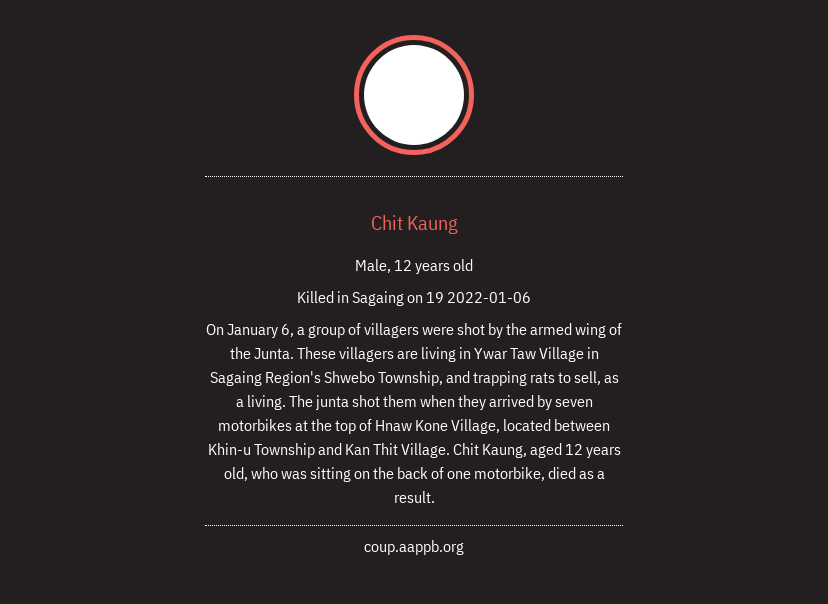 Chit Kaung
Male, 12 years old
Killed in Sagaing on 19 2022-01-06
On January 6, a group of villagers were shot by the armed wing of
the Junta. These villagers are living in Ywar Taw Village in
Sagaing Region's Shwebo Township, and trapping rats to sell, as
a living. The junta shot them when they arrived by seven
motorbikes at the top of Hnaw Kone Village, located between
Khin-u Township and Kan Thit Village. Chit Kaung, aged 12 years
old, who was sitting on the back of one motorbike, died as a
result.
coup.aappb.org